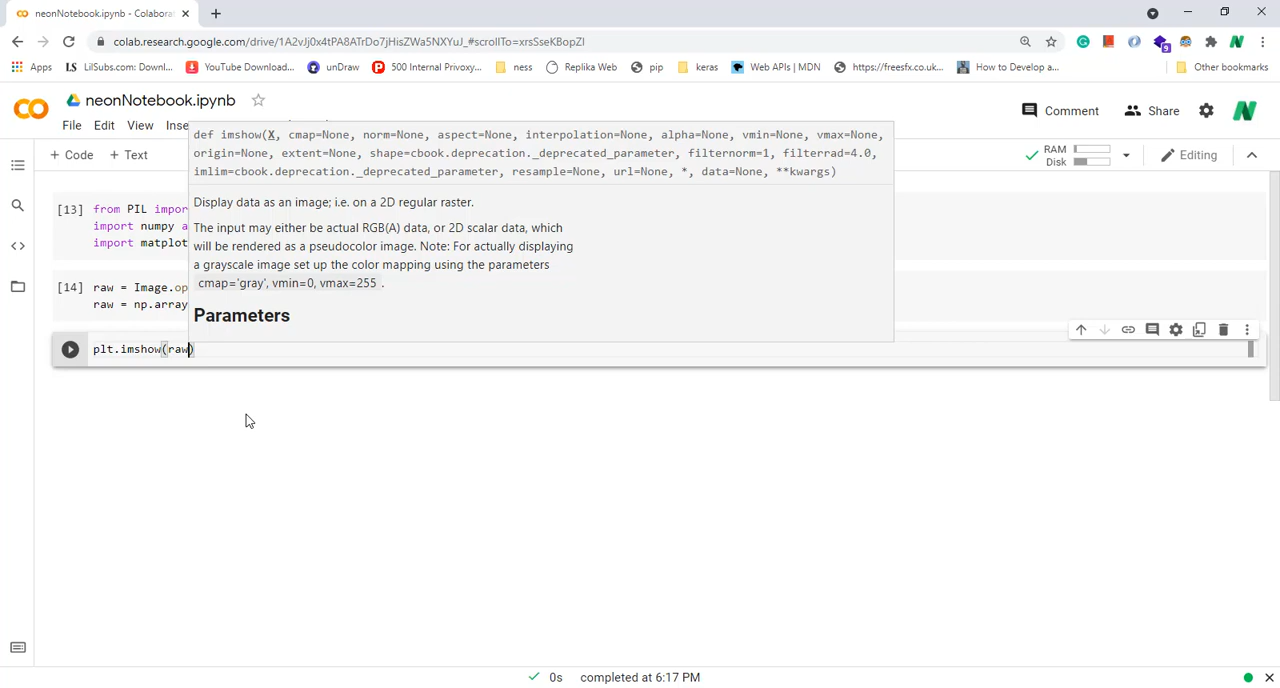 neonNotebook.ipynb - Colabora
colab.research.google.com/drive/1A2vJj0x4tPA8ATrDo7jHisZWa5NXYuJ_#scrollTo=xrsSseKBopZI
9
Apps LilSubs.com: Downl... YouTube Download... unDraw 500 Internal Privoxy... ness Replika Web pip keras Web APIs | MDN https://freesfx.co.uk... How to Develop a... Other bookmarks
neonNotebook.ipynb
Comment Share
File Edit View Inse
+ Code + Text
RAM
Disk
Editing
def imshow(X, cmap=None, norm=None, aspect=None, interpolation=None, alpha=None, vmin=None, vmax=None,
origin=None, extent=None, shape=cbook.deprecation._deprecated_parameter, filternorm=1, filterrad=4.0,
imlim=cbook.deprecation._deprecated_parameter, resample=None, url=None, *, data=None, **kwargs)
Display data as an image; i.e. on a 2D regular raster.
The input may either be actual RGB(A) data, or 2D scalar data, which
will be rendered as a pseudocolor image. Note: For actually displaying
a grayscale image set up the color mapping using the parameters
cmap='gray', vmin=0, vmax=255 .
Parameters
[13] from PIL impor
import numpy a
import matplot
[14] raw = Image.op
raw = np.array
plt.imshow(raw)
0s completed at 6:17 PM